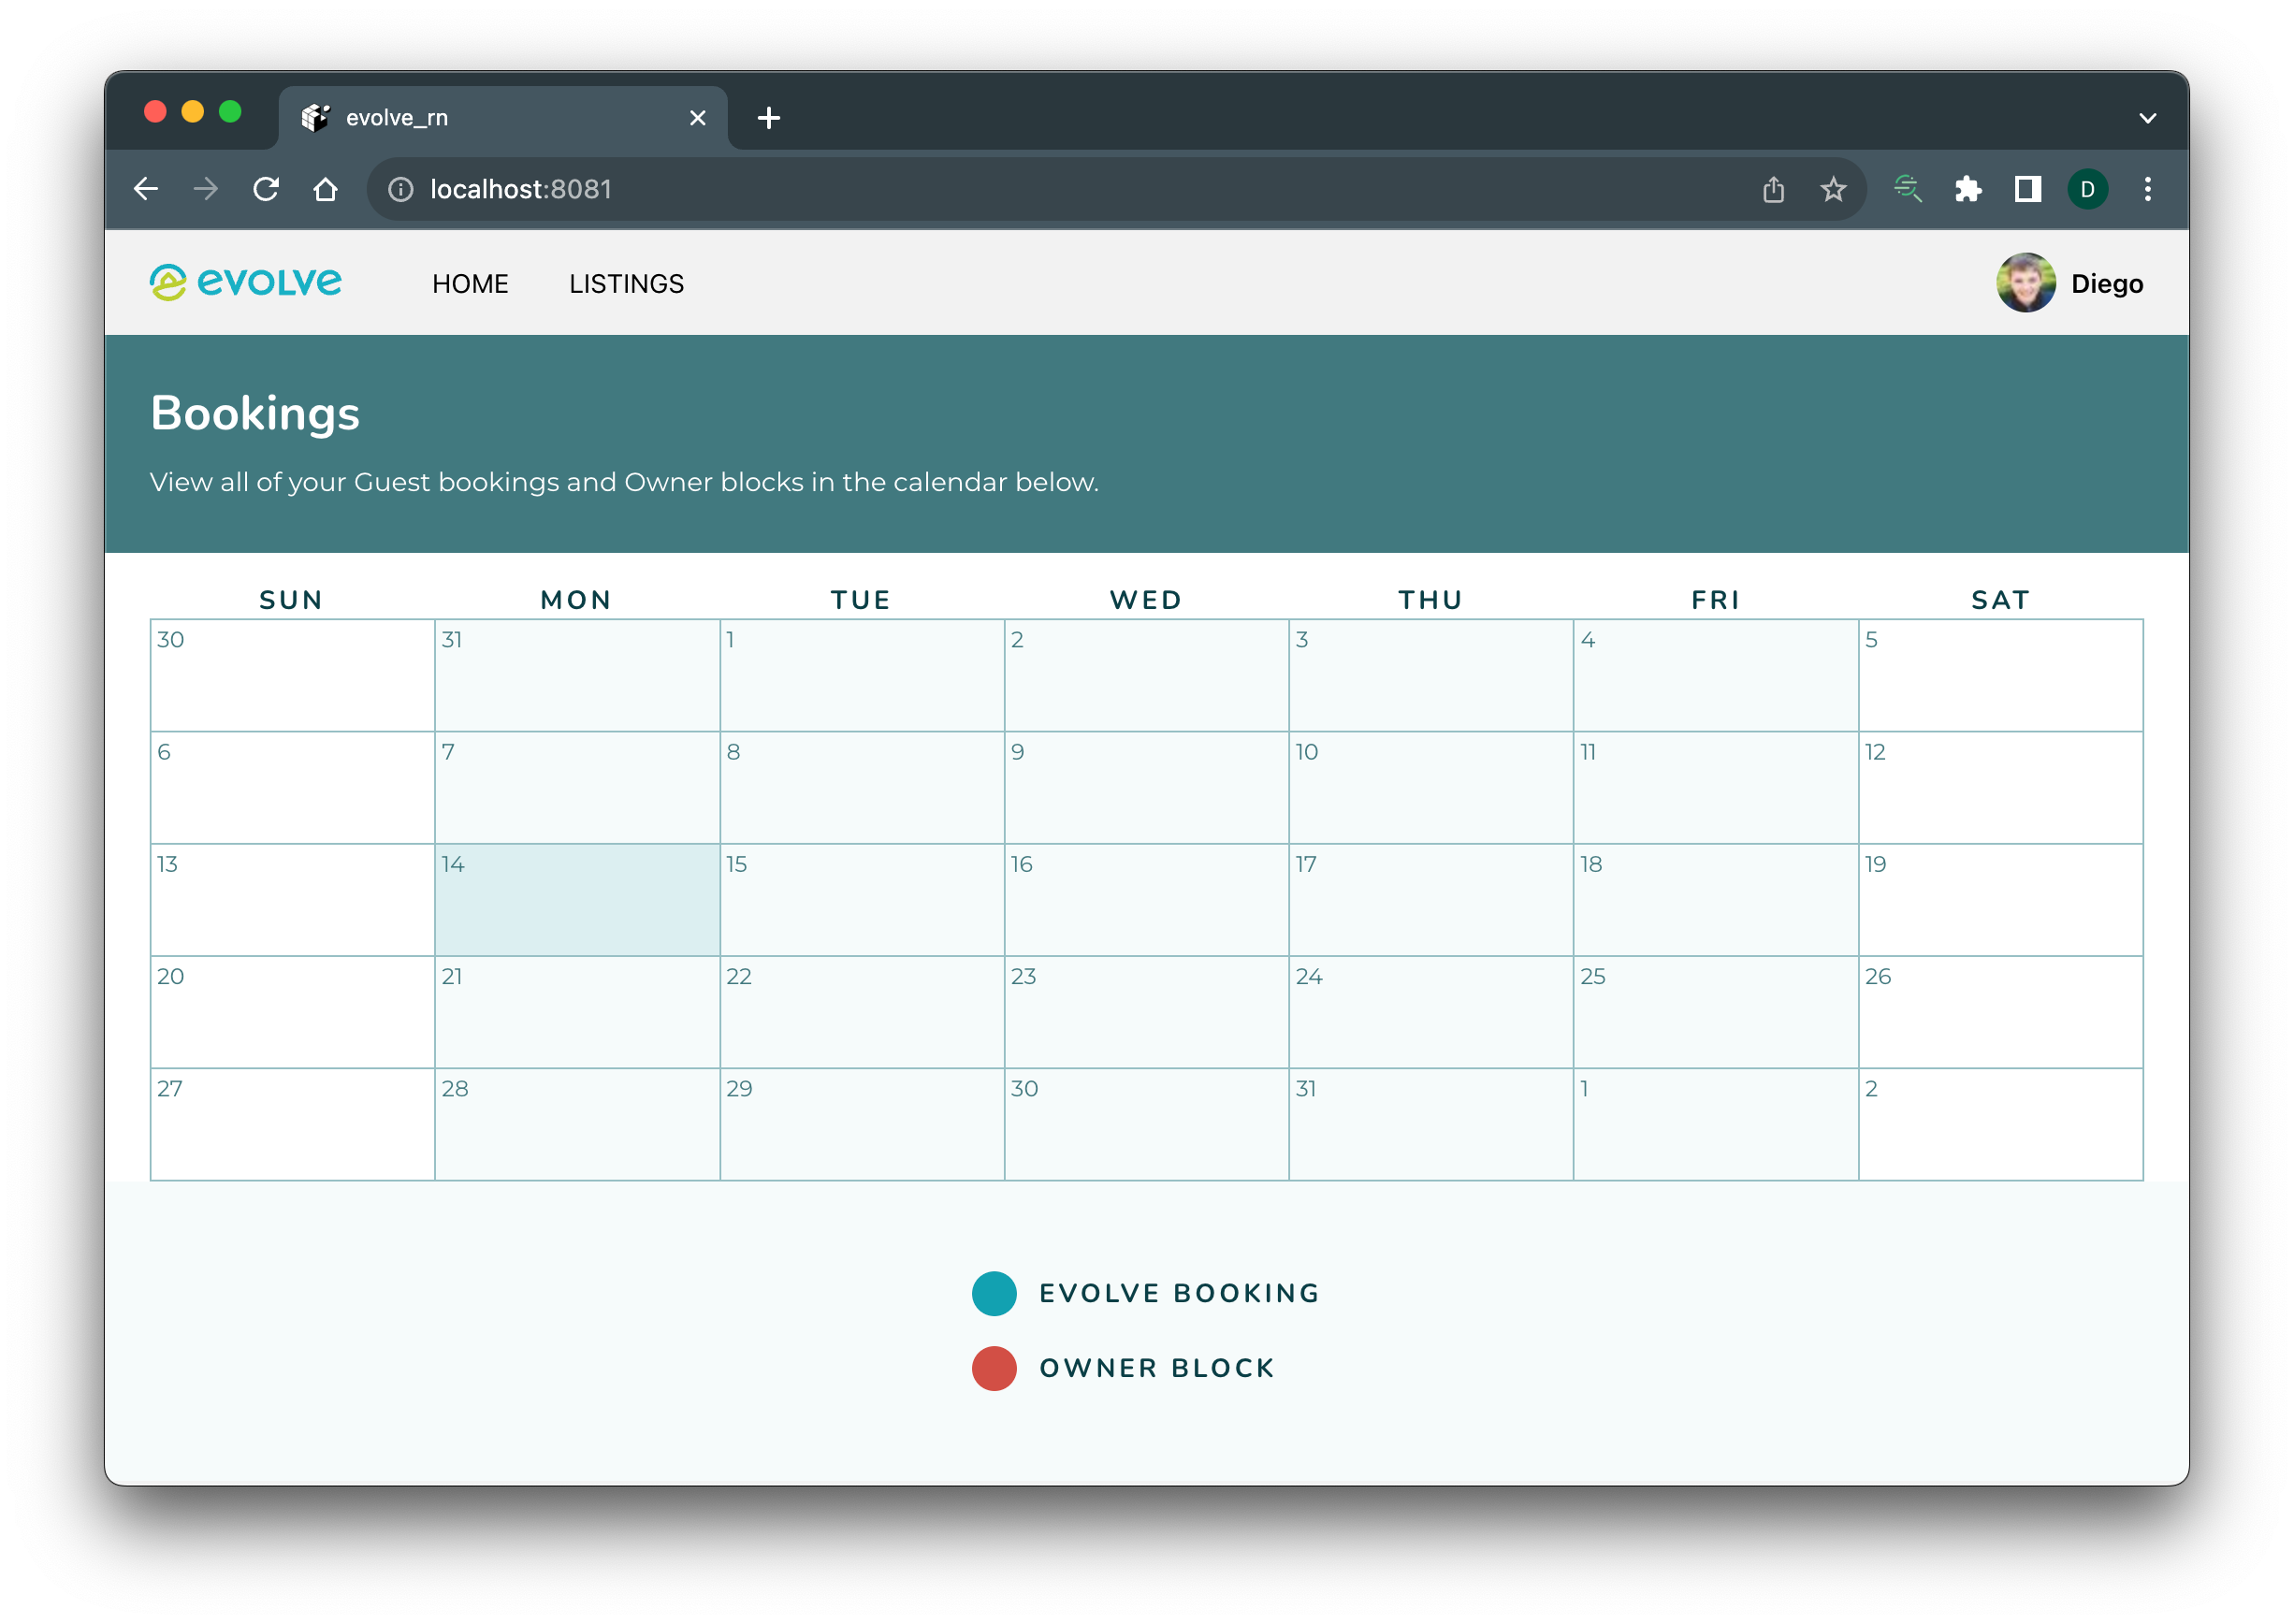 evolve_rn
localhost:8081
D
evolve HOME LISTINGS Diego
Bookings
View all of your Guest bookings and Owner blocks in the calendar below.
SUN MON TUE WED THU FRI SAT
30 31 1 2 3 4 5
6 7 8 9 10 11 12
13 14 15 16 17 18 19
20 21 22 23 24 25 26
27 28 29 30 31 1 2
EVOLVE BOOKING
OWNER BLOCK